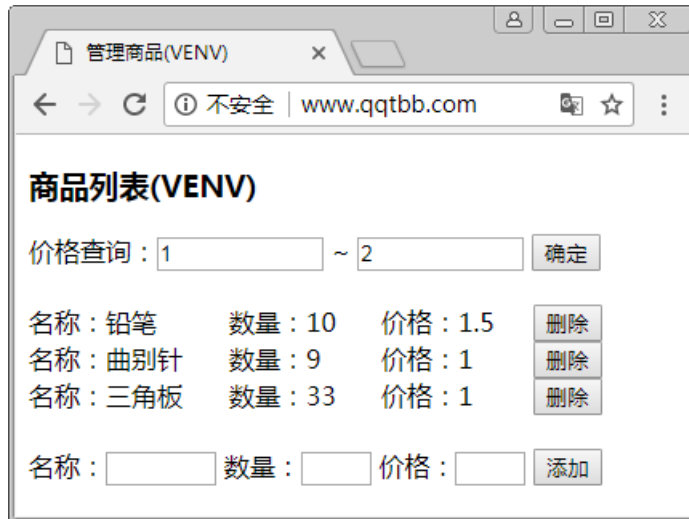 管理商品(VENV)
不安全 www.qqtbb.com
商品列表(VENV)
价格查询：1 ~ 2 确定
名称：铅笔 数量：10 价格：1.5 删除
名称：曲别针 数量：9 价格：1 删除
名称：三角板 数量：33 价格：1 删除
名称： 数量： 价格： 添加